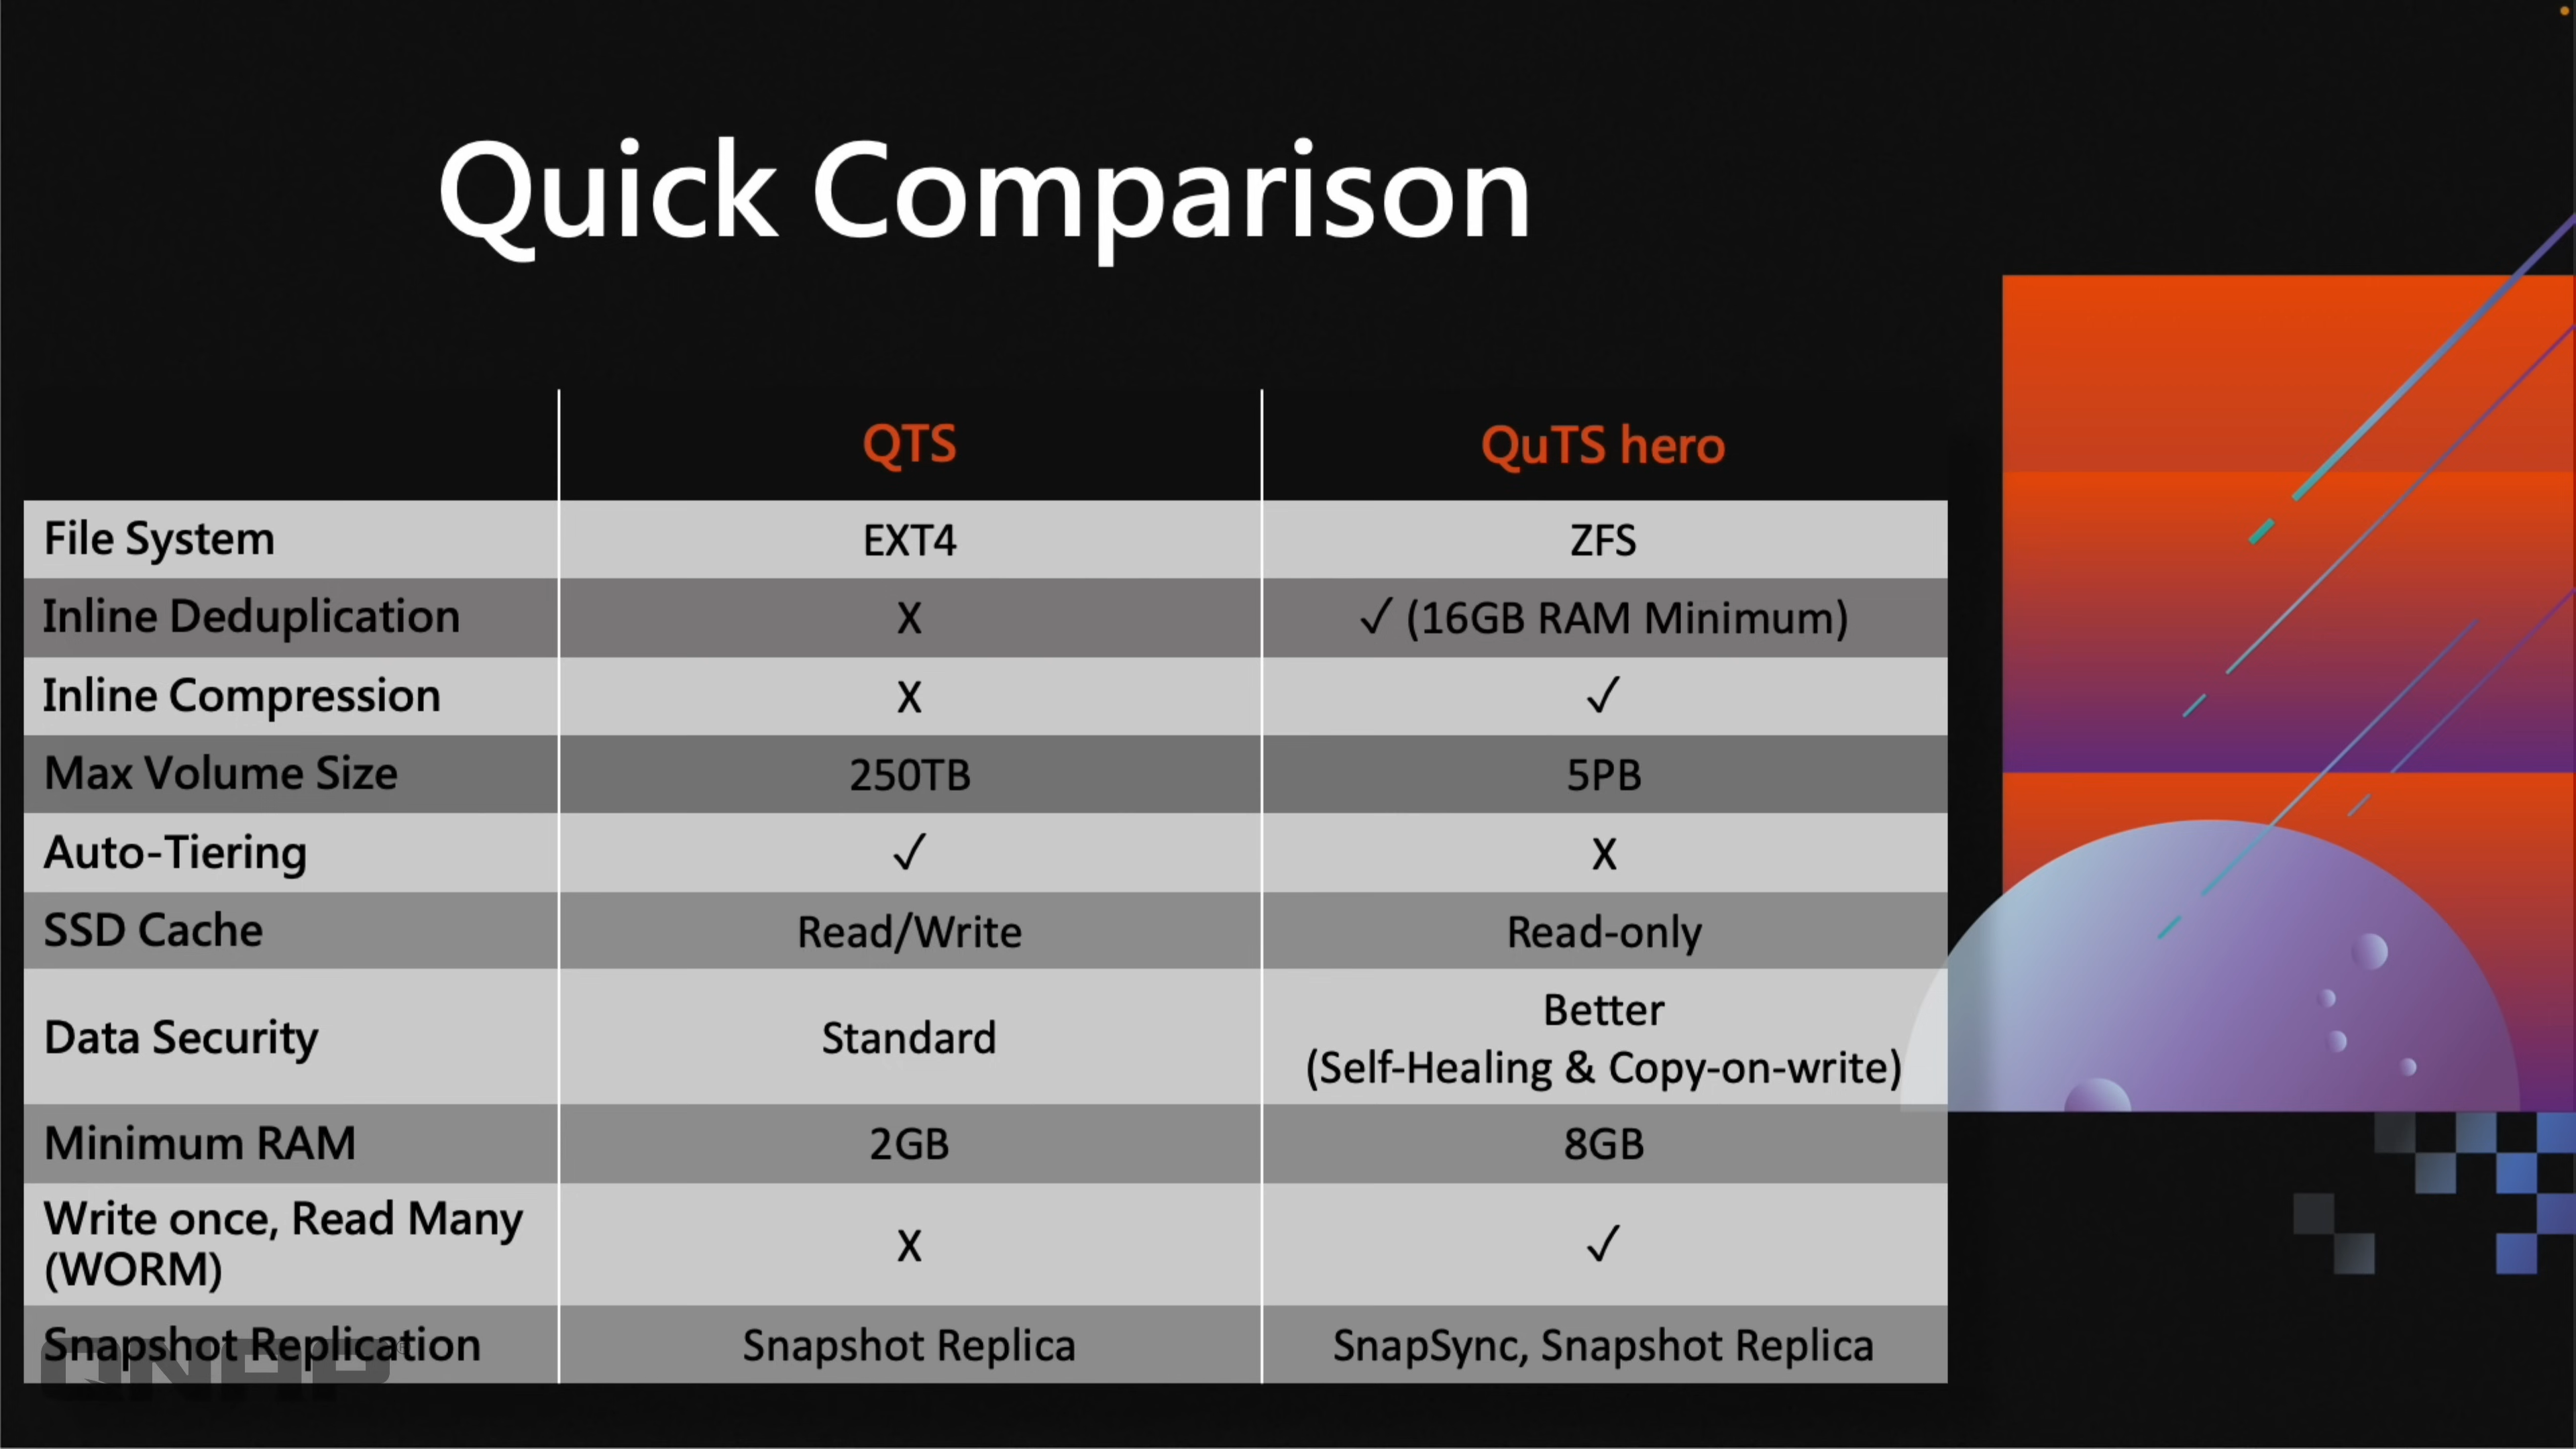 Quick Comparison
QTS QuTS hero
File System EXT4 ZFS
Inline Deduplication X ✓ (16GB RAM Minimum)
Inline Compression X ✓
Max Volume Size 250TB 5PB
Auto-Tiering ✓ X
SSD Cache Read/Write Read-only
Data Security Standard Better
(Self-Healing & Copy-on-write)
Minimum RAM 2GB 8GB
Write once, Read Many
(WORM) X ✓
Snapshot Replication Snapshot Replica SnapSync, Snapshot Replica
QNAP®